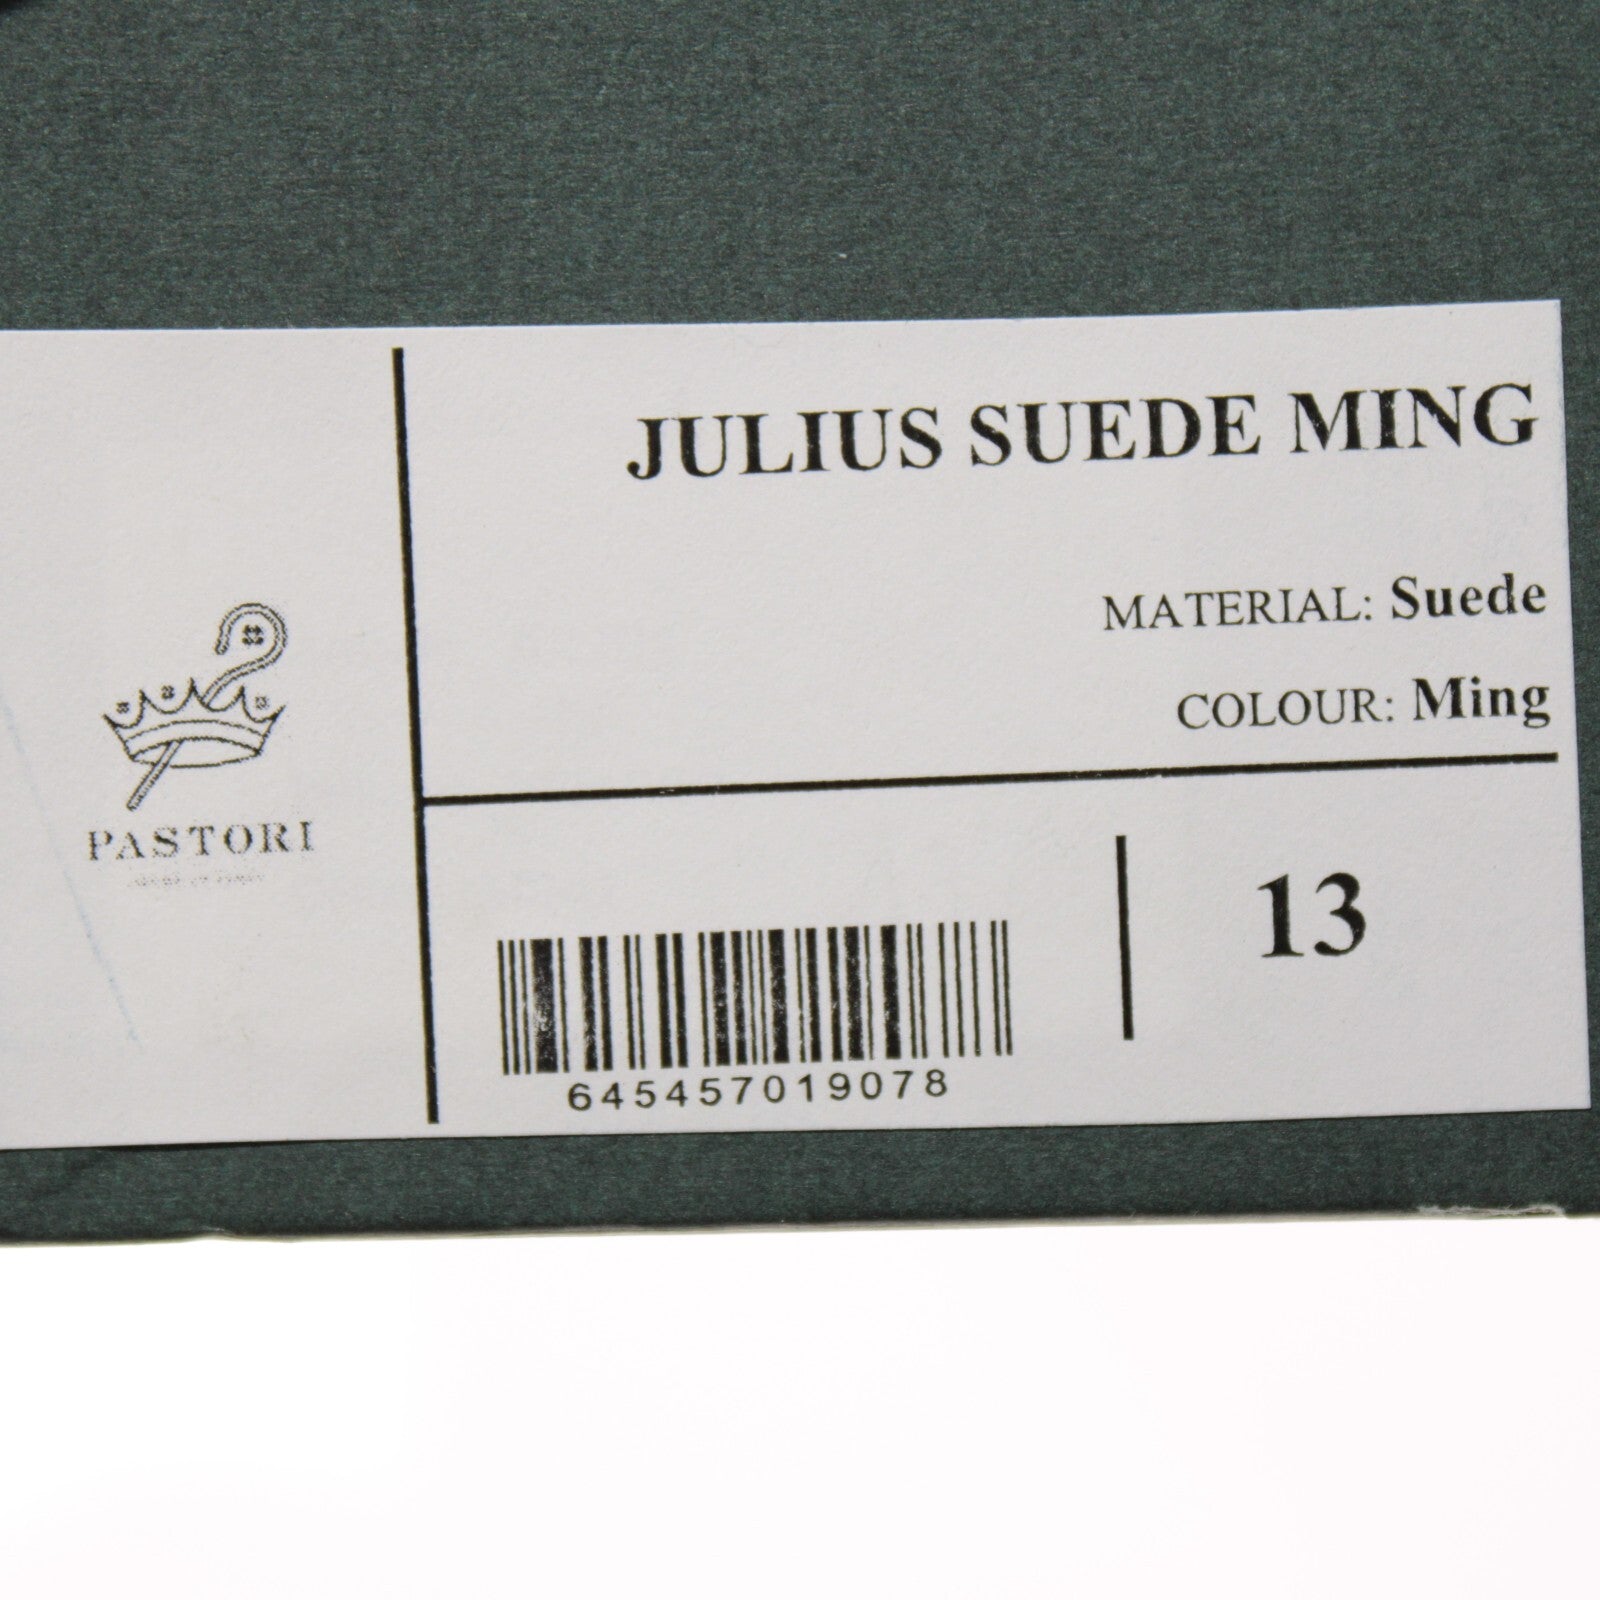 JULIUS SUEDE MING
MATERIAL: Suede
COLOUR: Ming
PASTORI
13
645457019078